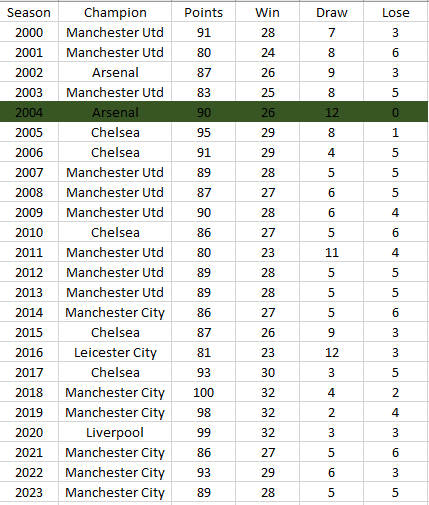 Season Champion Points Win Draw Lose
2000 Manchester Utd 91 28 7 3
2001 Manchester Utd 80 24 8 6
2002 Arsenal 87 26 9 3
2003 Manchester Utd 83 25 8 5
2004 Arsenal 90 26 12 0
2005 Chelsea 95 29 8 1
2006 Chelsea 91 29 4 5
2007 Manchester Utd 89 28 5 5
2008 Manchester Utd 87 27 6 5
2009 Manchester Utd 90 28 6 4
2010 Chelsea 86 27 5 6
2011 Manchester Utd 80 23 11 4
2012 Manchester Utd 89 28 5 5
2013 Manchester Utd 89 28 5 5
2014 Manchester City 86 27 5 6
2015 Chelsea 87 26 9 3
2016 Leicester City 81 23 12 3
2017 Chelsea 93 30 3 5
2018 Manchester City 100 32 4 2
2019 Manchester City 98 32 2 4
2020 Liverpool 99 32 3 3
2021 Manchester City 86 27 5 6
2022 Manchester City 93 29 6 3
2023 Manchester City 89 28 5 5